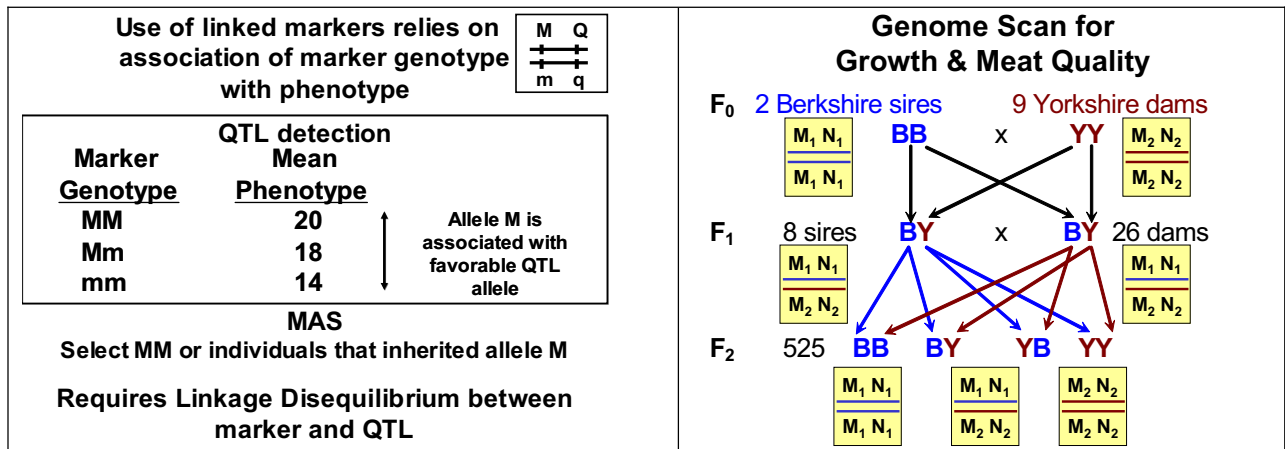 Use of linked markers relies on
association of marker genotype
with phenotype
M Q
m q
QTL detection
Marker Mean
Genotype Phenotype
MM 20
Mm 18
mm 14
Allele M is
associated with
favorable QTL
allele
MAS
Select MM or individuals that inherited allele M
Requires Linkage Disequilibrium between
marker and QTL
Genome Scan for
Growth & Meat Quality
F₀ 2 Berkshire sires 9 Yorkshire dams
M₁ N₁
M₁ N₁
BB x YY
M₂ N₂
M₂ N₂
F₁ 8 sires BY x BY 26 dams
M₁ N₁
M₂ N₂
M₁ N₁
M₂ N₂
F₂ 525 BB BY YB YY
M₁ N₁
M₁ N₁
M₁ N₁
M₂ N₂
M₂ N₂
M₂ N₂